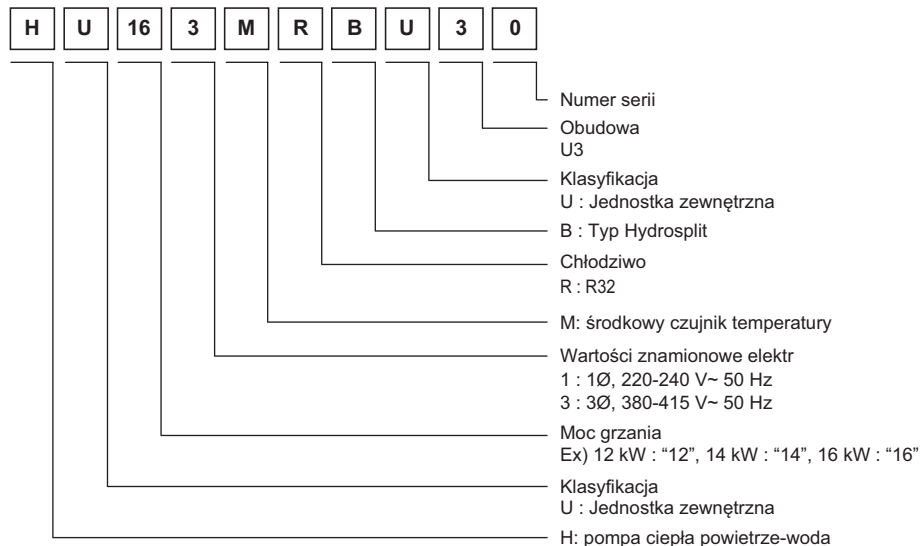 H U 16 3 M R B U 3 0
Numer serii
Obudowa
U3
Klasyfikacja
U : Jednostka zewnętrzna
B : Typ Hydrosplit
Chłodziwo
R : R32
M: środkowy czujnik temperatury
Wartości znamionowe elektr
1 : 1Ø, 220-240 V~ 50 Hz
3 : 3Ø, 380-415 V~ 50 Hz
Moc grzania
Ex) 12 kW : “12”, 14 kW : “14”, 16 kW : “16”
Klasyfikacja
U : Jednostka zewnętrzna
H: pompa ciepła powietrze-woda